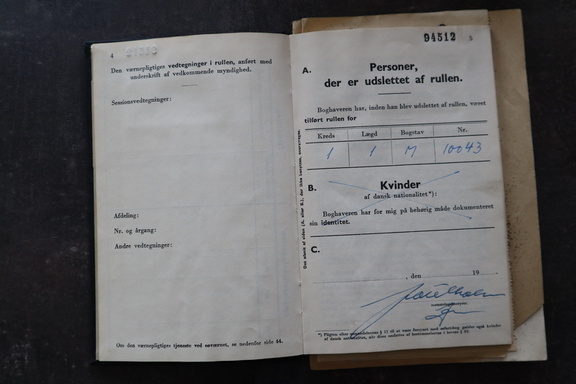 4
Den værnepligtiges vedtegninger i rullen, anført med
underskrift af vedkommende myndighed.
Sessionsvedtegninger:
Afdeling:
Nr. og årgang:
Andre vedtegninger:
Om den værnepligtiges tjeneste ved søværnet, se nedenfor side 44.
94512 5
A. Personer,
der er udslettet af rullen.
Boghaveren har, inden han blev udslettet af rullen, været
tilført rullen for
Kreds Lægd Bogstav Nr.
1 1 M 10043
B. Kvinder
af dansk nationalitet*):
Boghaveren har for mig på behørig måde dokumenteret
sin identitet.
C.
, den 19